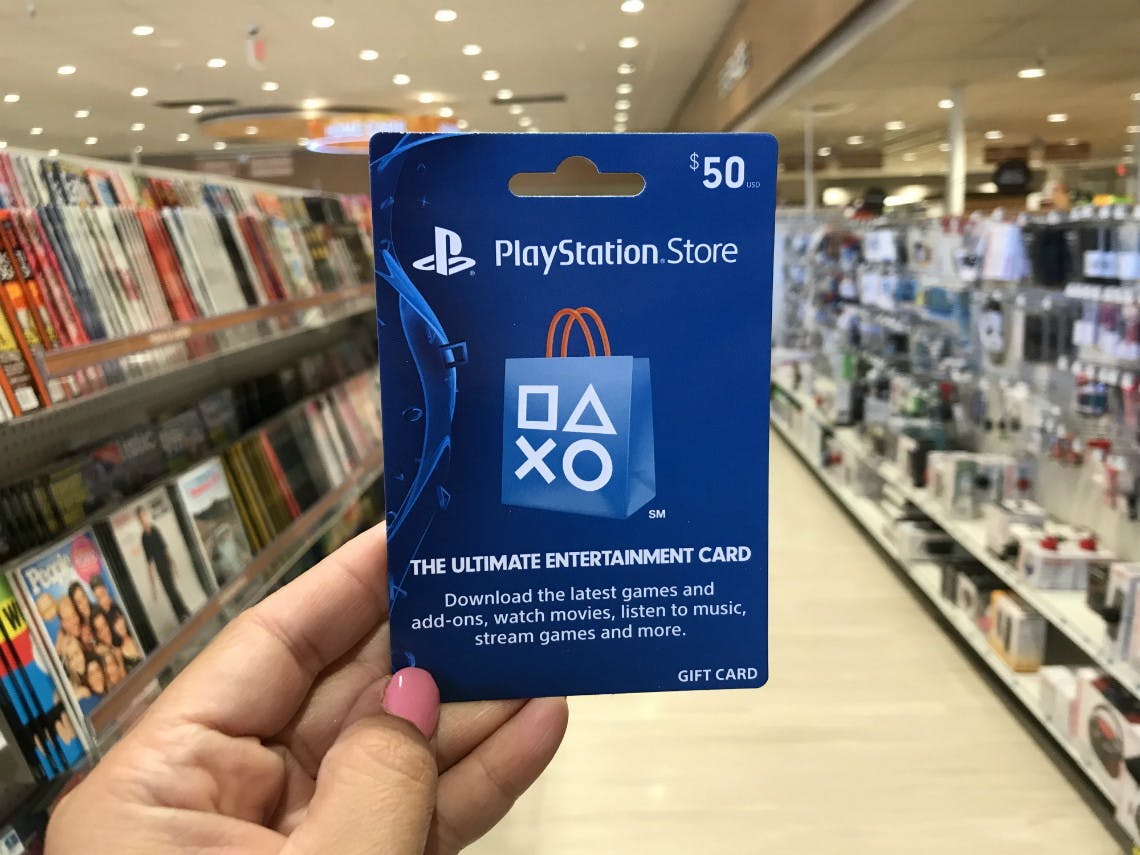 $50 USD
PlayStation®Store
SM
THE ULTIMATE ENTERTAINMENT CARD
Download the latest games and
add-ons, watch movies, listen to music,
stream games and more.
GIFT CARD
People